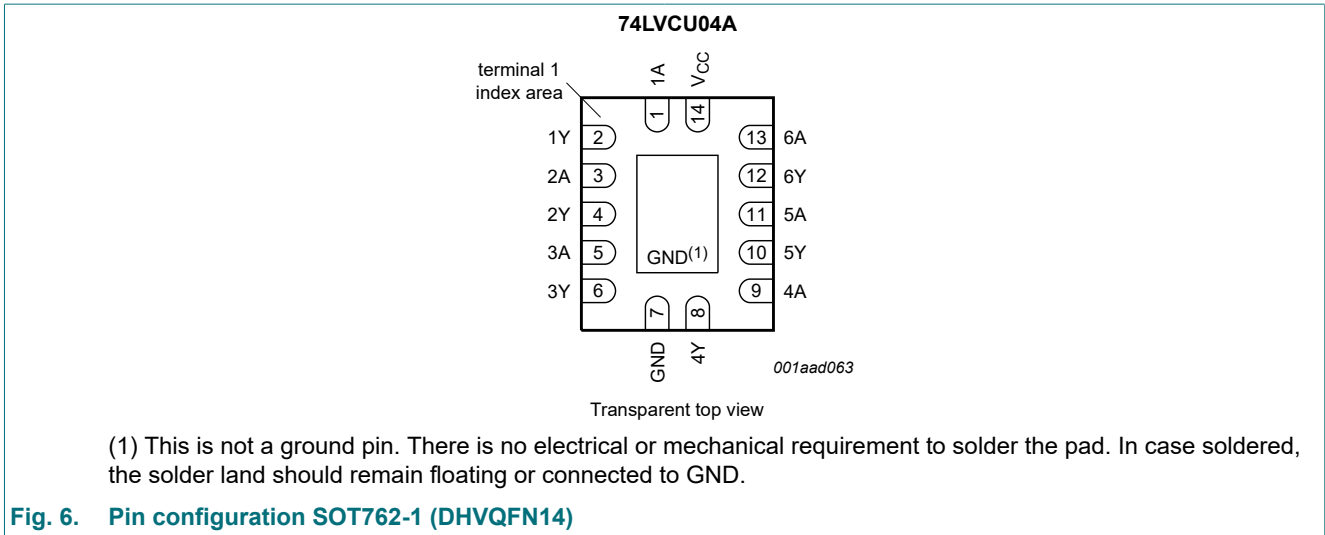 74LVCU04A
terminal 1
index area
1A
VCC
1
14
1Y 2
13 6A
2A 3
12 6Y
2Y 4
11 5A
3A 5
GND(1)
10 5Y
3Y 6
9 4A
7
8
GND
4Y
001aad063
Transparent top view
(1) This is not a ground pin. There is no electrical or mechanical requirement to solder the pad. In case soldered,
the solder land should remain floating or connected to GND.
Fig. 6. Pin configuration SOT762-1 (DHVQFN14)